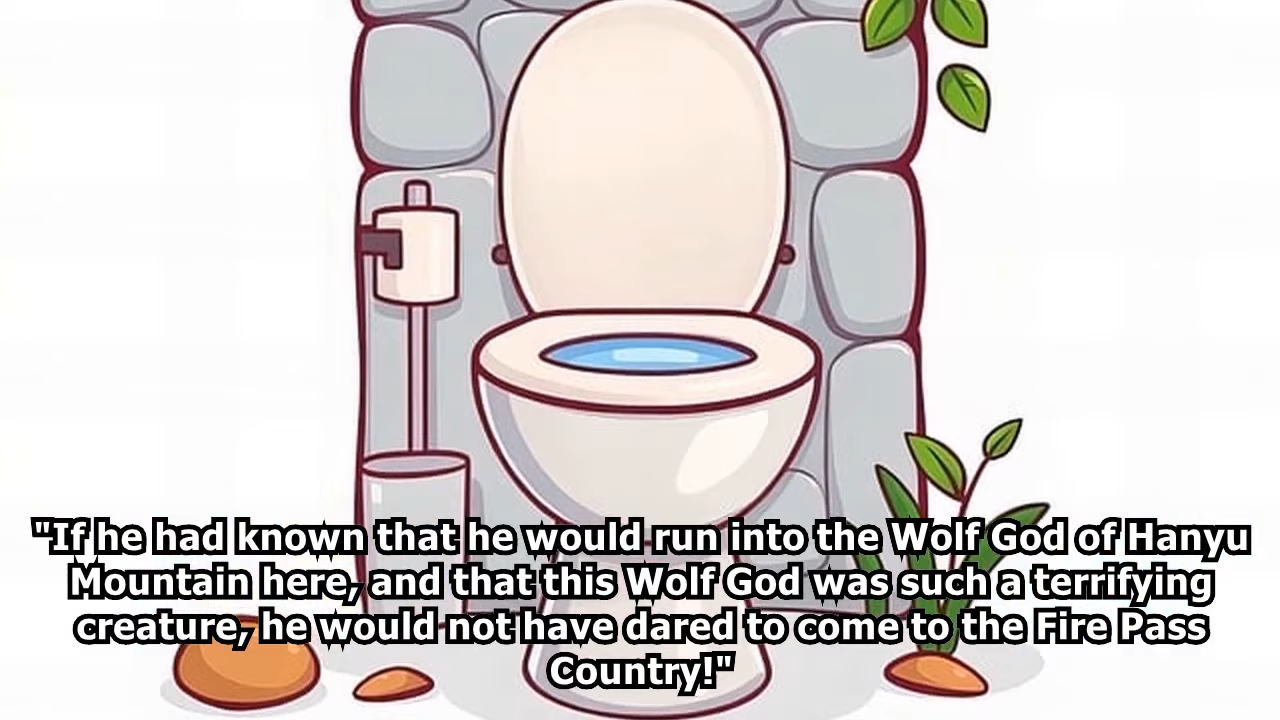 "If he had known that he would run into the Wolf God of Hanyu
Mountain here, and that this Wolf God was such a terrifying
creature, he would not have dared to come to the Fire Pass
Country!"